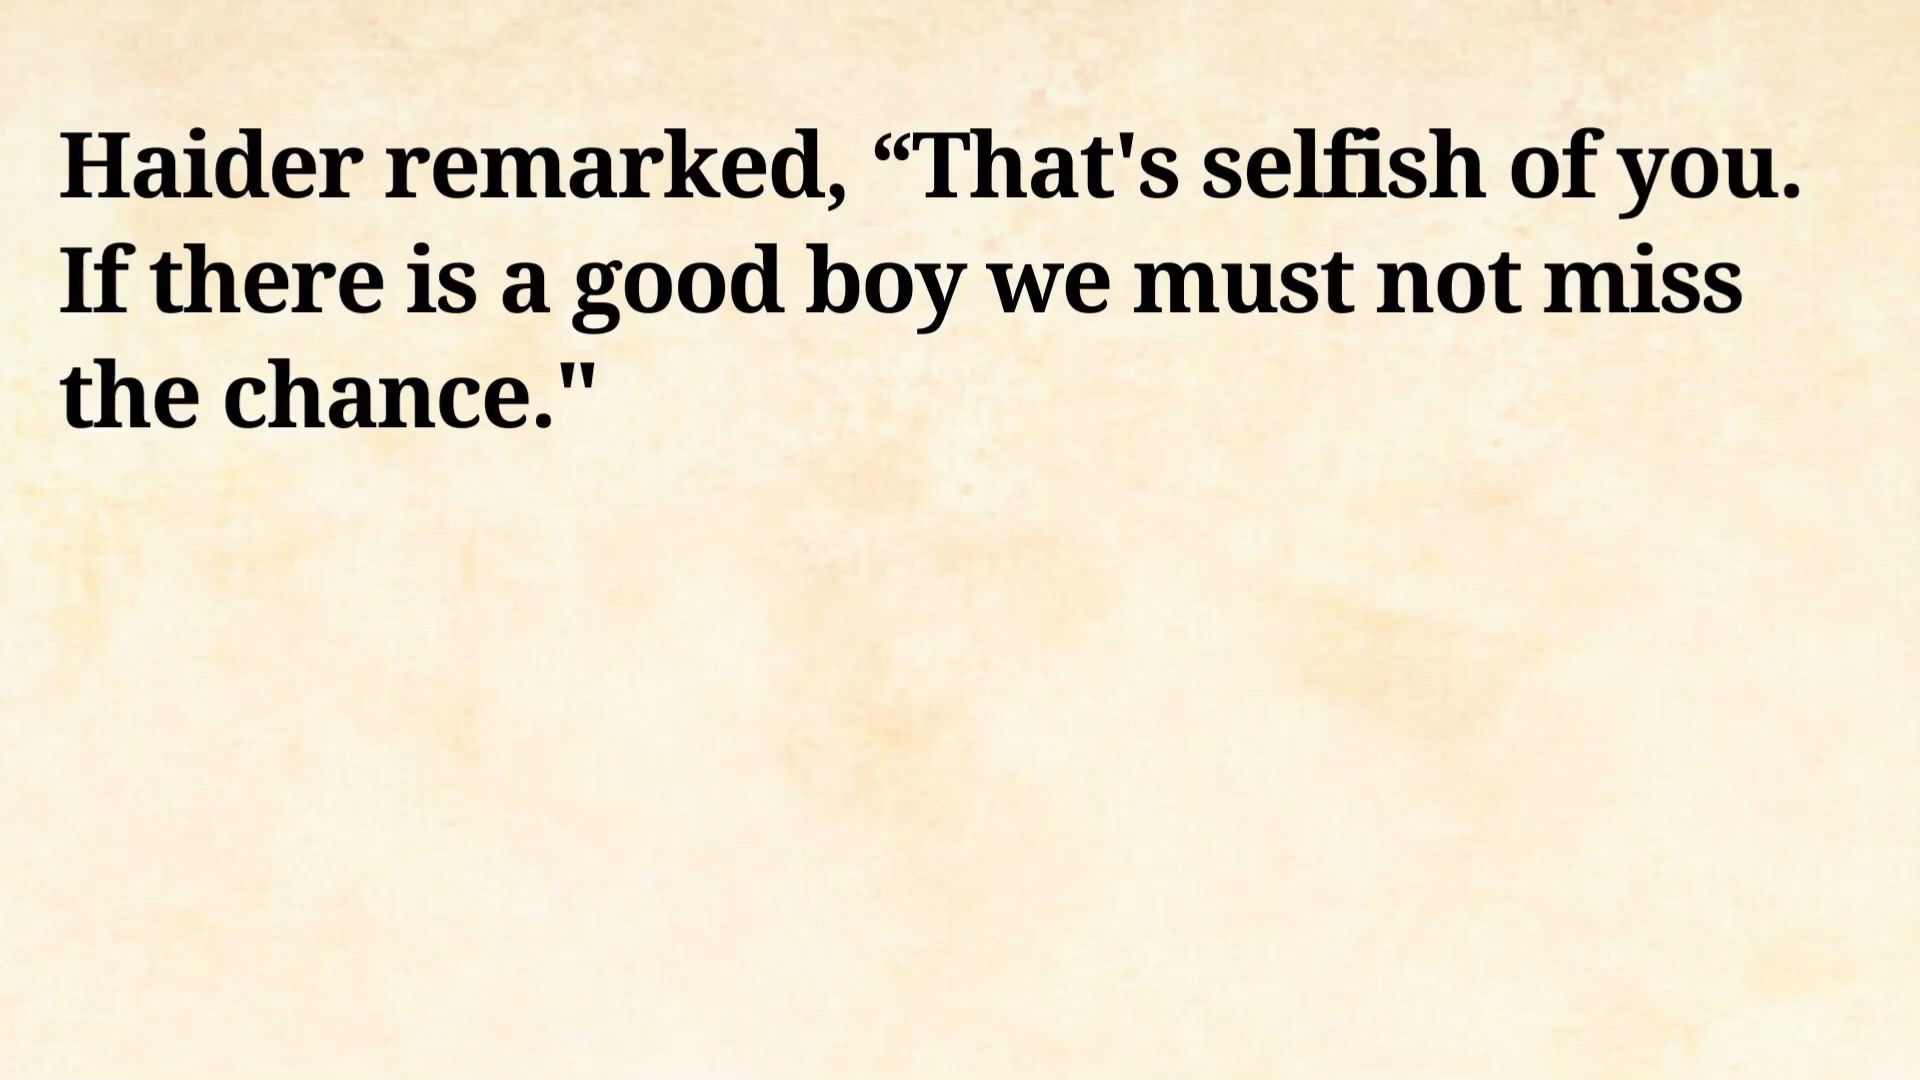 Haider remarked, “That's selfish of you.
If there is a good boy we must not miss
the chance."